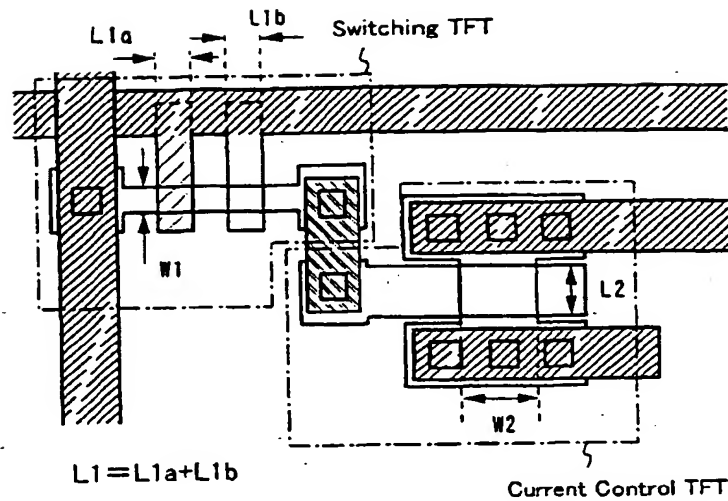 L1b
L1a
Switching TFT
W1
L2
W2
L1=L1a+L1b
Current Control TFT